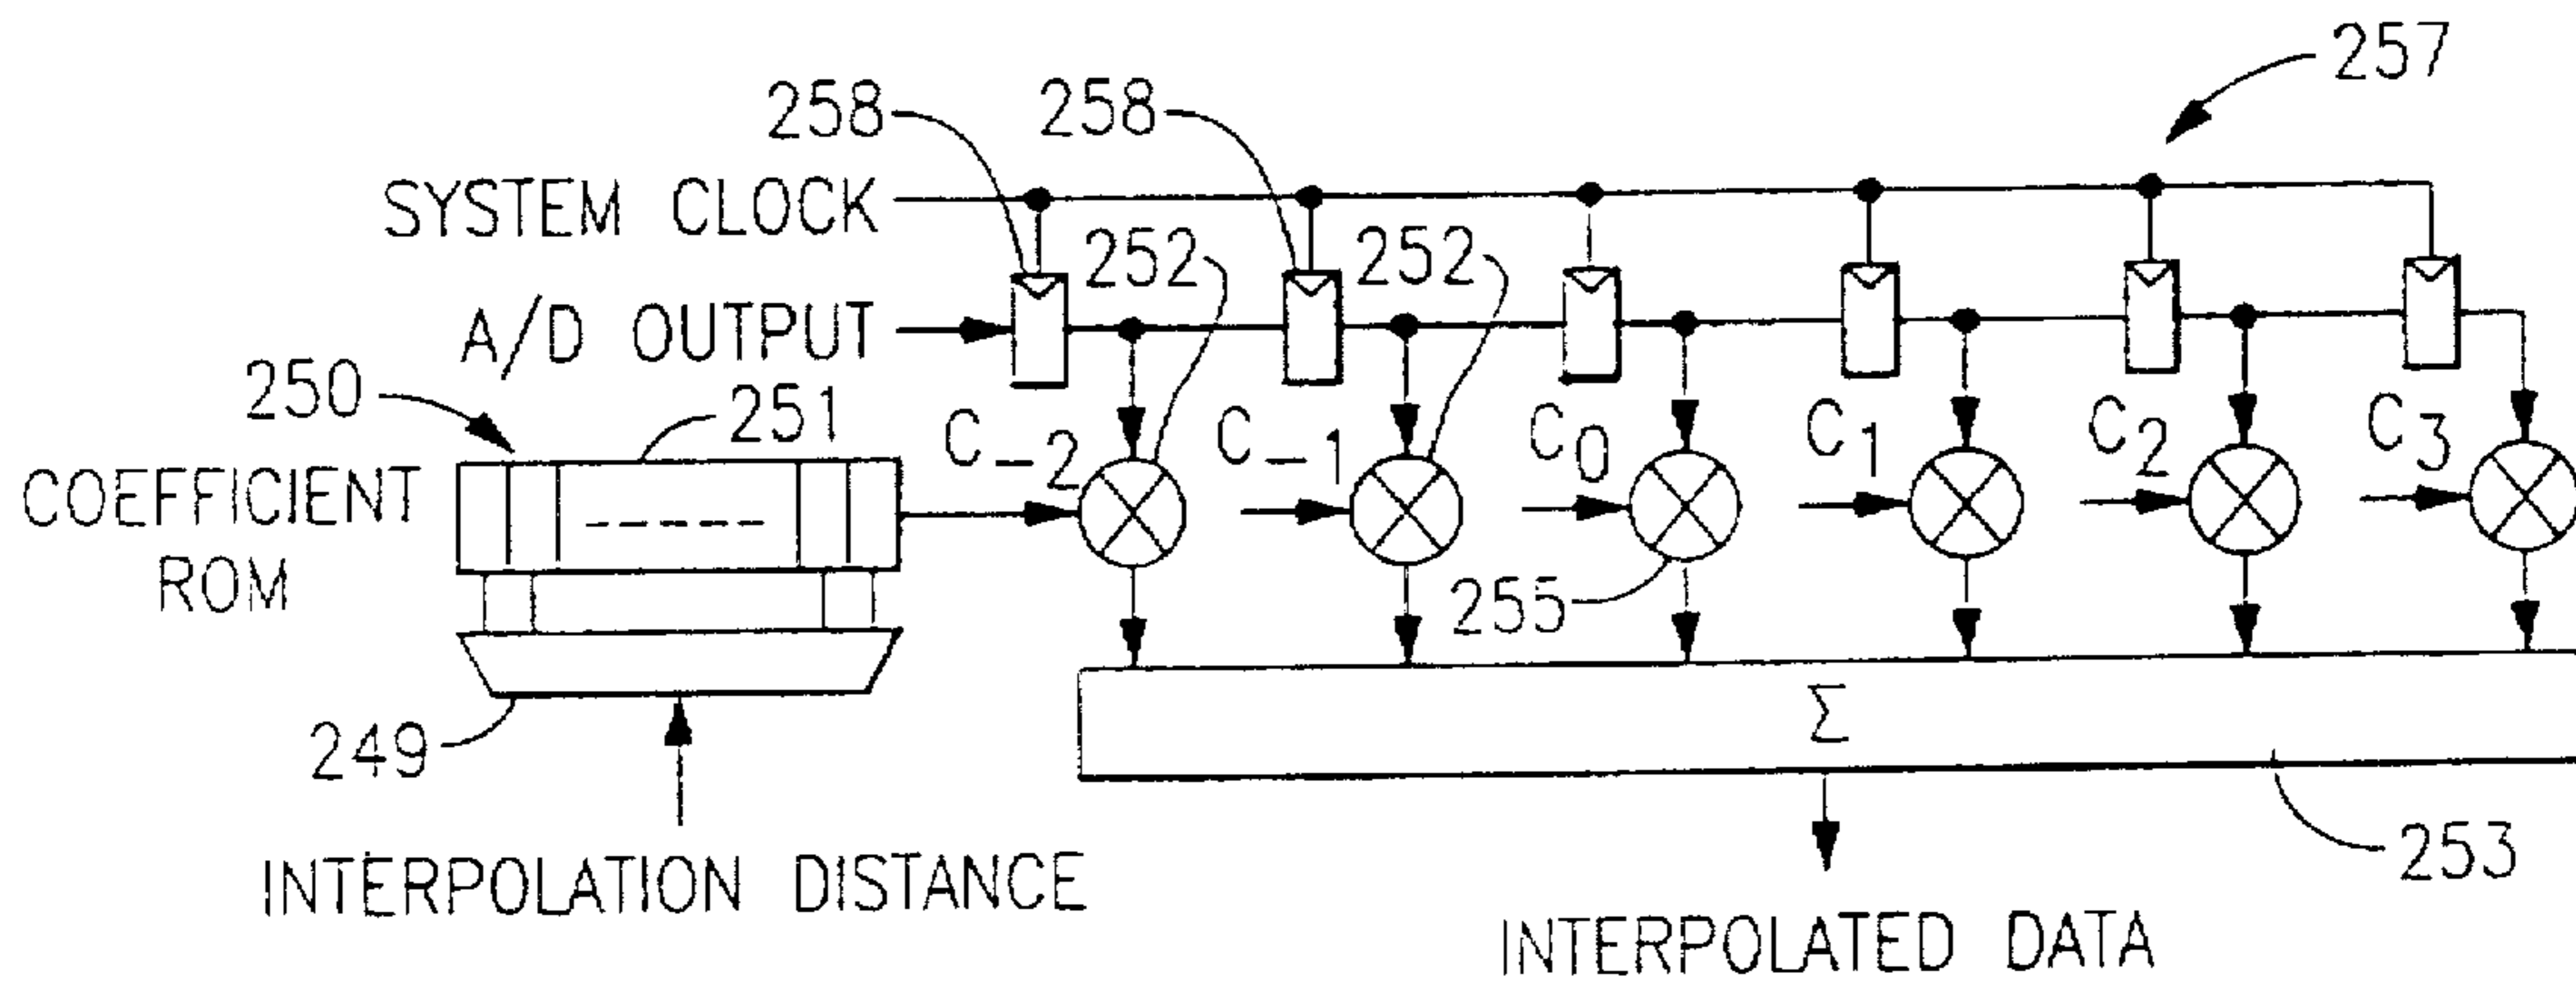 257
258
258
SYSTEM CLOCK
252
252
A/D OUTPUT
250
251
C-2
C-1
C0
C1
C2
C3
COEFFICIENT
ROM
255
Σ
249
253
INTERPOLATION DISTANCE
INTERPOLATED DATA